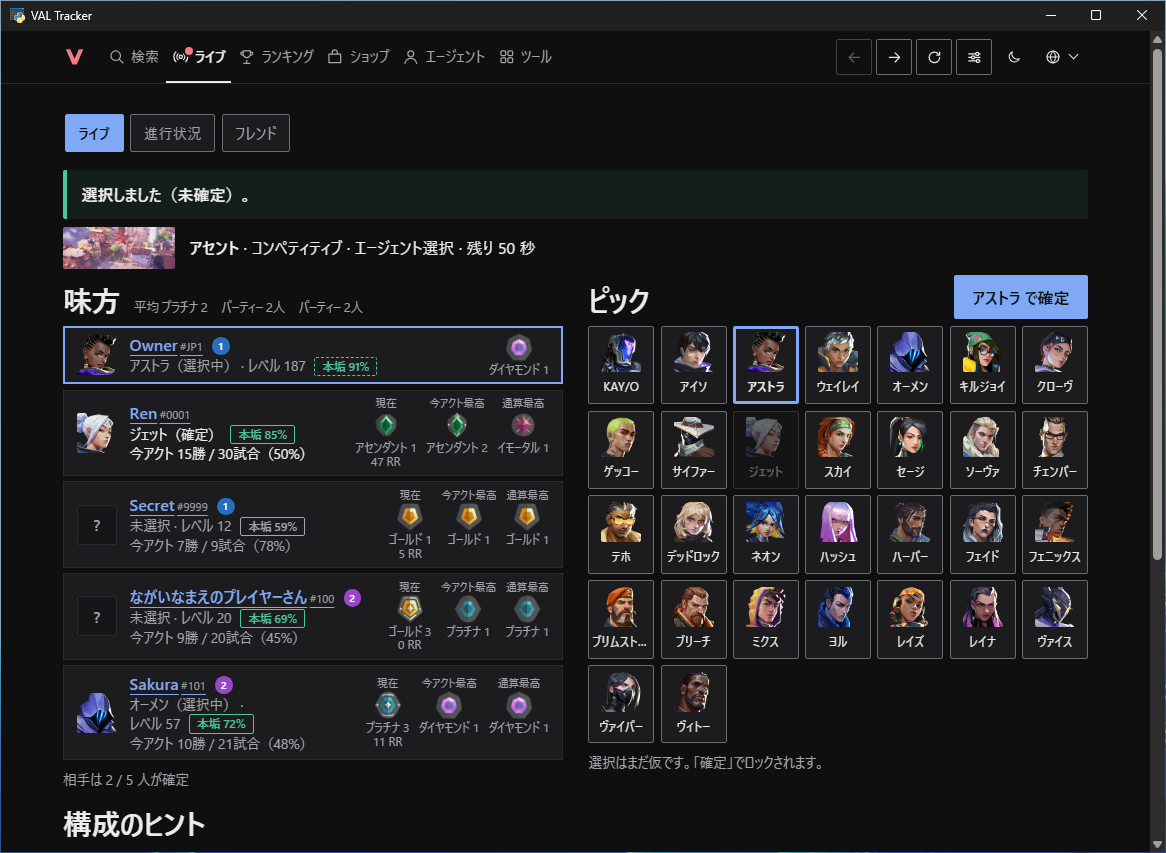 VAL Tracker
検索
ライブ
ランキング
ショップ
エージェント
ツール
ライブ
進行状況
フレンド
選択しました（未確定）。
アセント · コンペティティブ · エージェント選択 · 残り 50 秒
味方 平均 プラチナ 2 パーティー 2人 パーティー 2人
Owner #JP1 1
アストラ（選択中） · レベル 187 本垢 91%
ダイヤモンド 1
Ren #0001
ジェット（確定） 本垢 85%
今アクト 15勝 / 30試合（50%）
現在 今アクト最高 通算最高
アセンダント 1 アセンダント 2 イモータル 1
47 RR
?
Secret #9999 1
未選択 · レベル 12 本垢 59%
今アクト 7勝 / 9試合（78%）
現在 今アクト最高 通算最高
ゴールド 1 ゴールド 1 ゴールド 1
5 RR
?
ながいなまえのプレイヤーさん #100 2
未選択 · レベル 20 本垢 69%
今アクト 9勝 / 20試合（45%）
現在 今アクト最高 通算最高
ゴールド 3 プラチナ 1 プラチナ 1
0 RR
Sakura #101 2
オーメン（選択中） ·
レベル 57 本垢 72%
今アクト 10勝 / 21試合（48%）
現在 今アクト最高 通算最高
プラチナ 3 ダイヤモンド 1 ダイヤモンド 1
11 RR
相手は 2 / 5 人が確定
構成のヒント
ピック
アストラ で確定
KAY/O アイソ アストラ ウェイレイ オーメン キルジョイ クローヴ
ゲッコー サイファー ジェット スカイ セージ ソーヴァ チェンバー
テホ デッドロック ネオン ハッシュ ハーバー フェイド フェニックス
ブリムスト... ブリーチ ミクス ヨル レイズ レイナ ヴァイス
ヴァイパー ヴィトー
選択はまだ仮です。「確定」でロックされます。